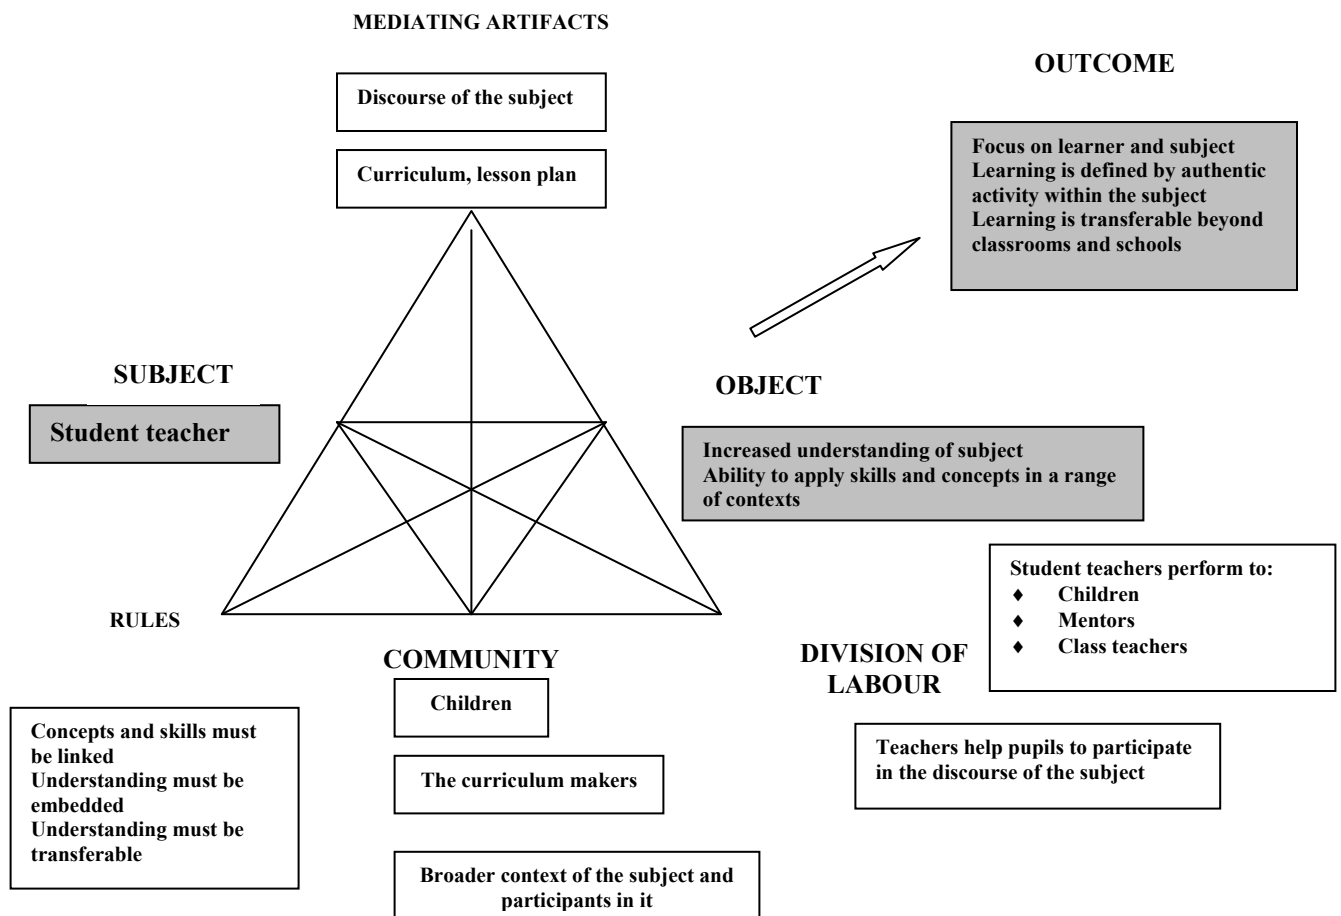 MEDIATING ARTIFACTS
OUTCOME
Discourse of the subject
Curriculum, lesson plan
Focus on learner and subject
Learning is defined by authentic
activity within the subject
Learning is transferable beyond
classrooms and schools
SUBJECT
Student teacher
OBJECT
Increased understanding of subject
Ability to apply skills and concepts in a range
of contexts
Student teachers perform to:
♦ Children
♦ Mentors
♦ Class teachers
RULES
COMMUNITY
DIVISION OF
LABOUR
Children
The curriculum makers
Broader context of the subject and
participants in it
Concepts and skills must
be linked
Understanding must be
embedded
Understanding must be
transferable
Teachers help pupils to participate
in the discourse of the subject